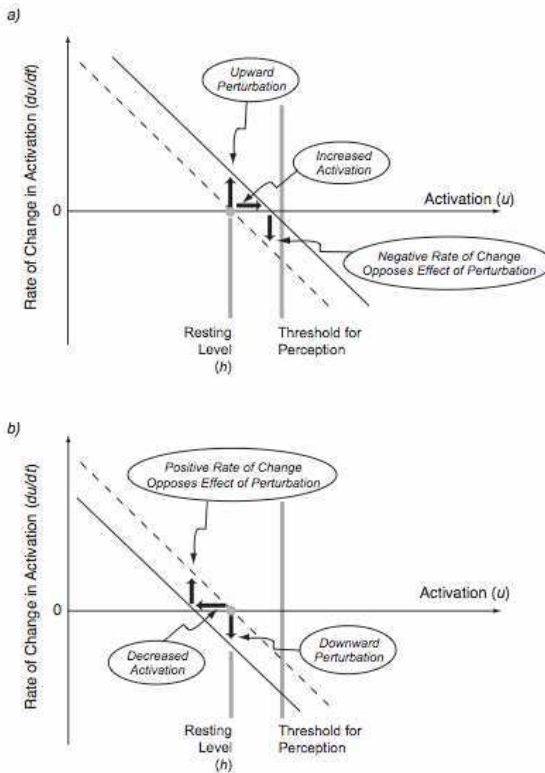 a)
Rate of Change in Activation (du/dt)
Upward
Perturbation
Increased
Activation
Activation (u)
0
Negative Rate of Change
Opposes Effect of Perturbation
Resting
Level
(h)
Threshold for
Perception
b)
Rate of Change in Activation (du/dt)
Positive Rate of Change
Opposes Effect of Perturbation
Activation (u)
0
Decreased
Activation
Downward
Perturbation
Resting
Level
(h)
Threshold for
Perception